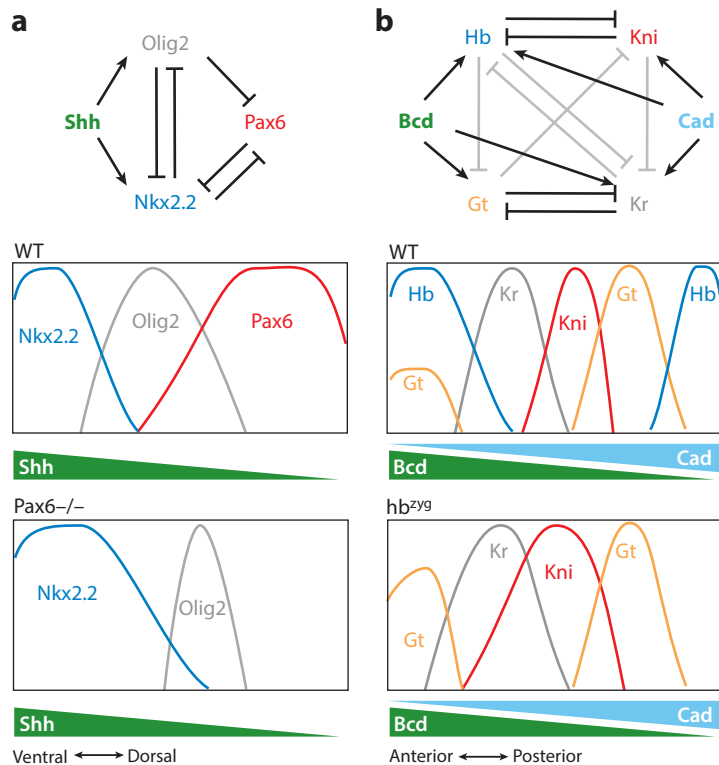 a
Olig2
Shh
Pax6
Nkx2.2
WT
Nkx2.2
Olig2
Pax6
Shh
Pax6–/–
Nkx2.2
Olig2
Shh
Ventral Dorsal
b
Hb Kni
Bcd Cad
Gt Kr
WT
Hb Kr Gt Hb
Kni
Gt
Cad
Bcd
hbzyg
Kr Gt
Kni
Gt
Cad
Bcd
Anterior Posterior